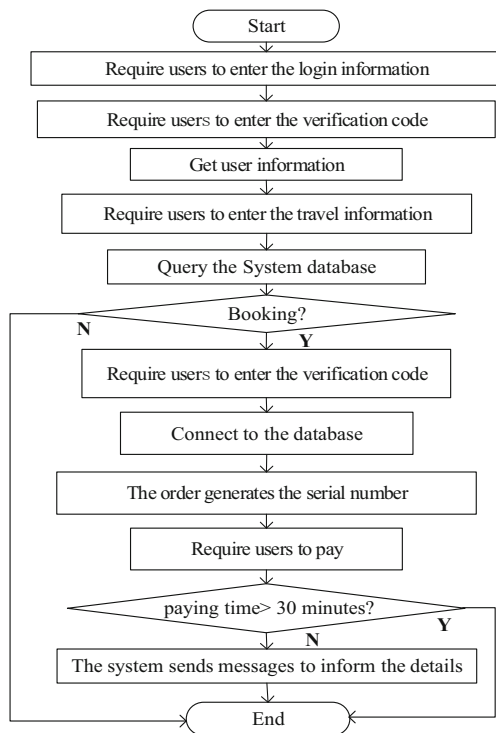 Start
Require users to enter the login information
Require users to enter the verification code
Get user information
Require users to enter the travel information
Query the System database
Booking?
N
Y
Require users to enter the verification code
Connect to the database
The order generates the serial number
Require users to pay
paying time> 30 minutes?
N
Y
The system sends messages to inform the details
End